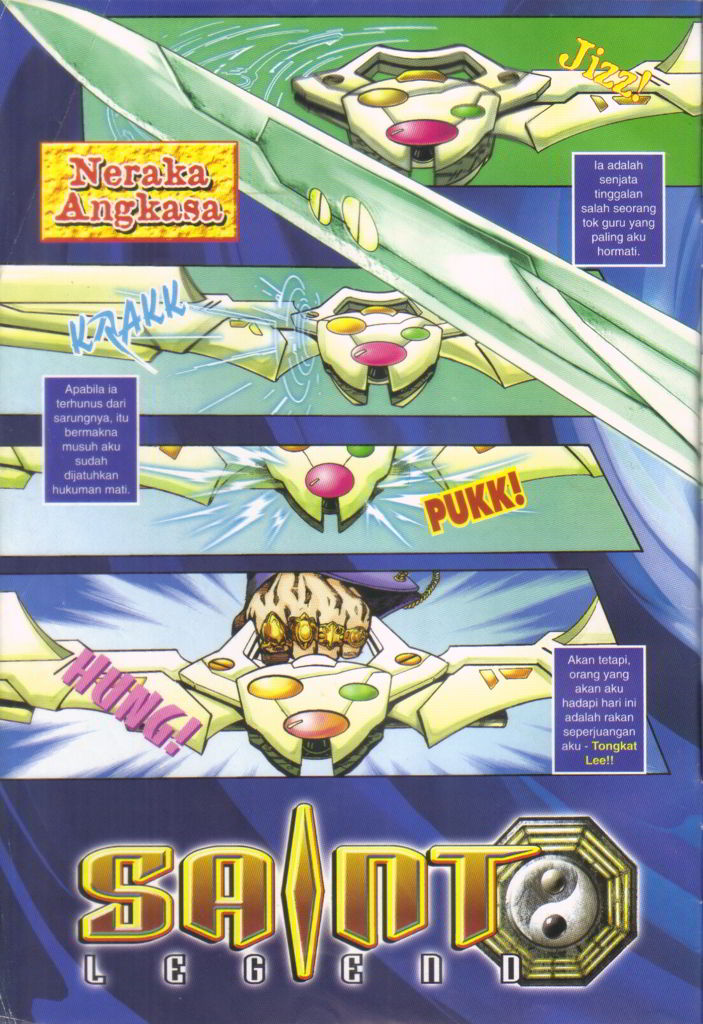 Jizz!
Neraka
Angkasa
Ia adalah
senjata
tinggalan
salah seorang
tok guru yang
paling aku
hormati.
KRAKK
Apabila ia
terhunus dari
sarungnya, itu
bermakna
musuh aku
sudah
dijatuhkan
hukuman mati.
PUKK!
HUNG!
Akan tetapi,
orang yang
akan aku
hadapi hari ini
adalah rakan
seperjuangan
aku - Tongkat
Lee!!
SAINT
LEGEND